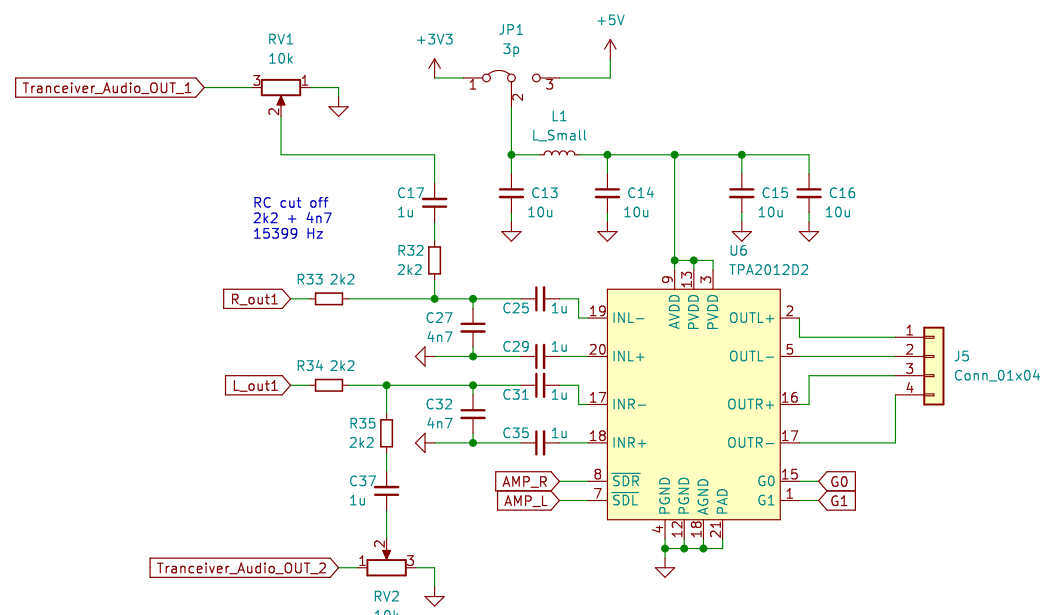 RV1
10k
Tranceiver_Audio_OUT_1
3
1
2
+3V3
JP1
3p
+5V
1
2
3
L1
L_Small
C13
10u
C14
10u
C15
10u
C16
10u
RC cut off
2k2 + 4n7
15399 Hz
C17
1u
R32
2k2
R33 2k2
R_out1
C25 1u
C27
4n7
C29 1u
R34 2k2
L_out1
C31 1u
C32
4n7
C35 1u
R35
2k2
C37
1u
U6
TPA2012D2
9
13
3
AVDD
PVDD
PVDD
19 INL-
20 INL+
17 INR-
18 INR+
8 SDR
7 SDL
AMP_R
AMP_L
OUTL+ 2
OUTL- 5
OUTR+ 16
OUTR- 17
G0 15
G1 1
G0
G1
PGND
PGND
AGND
PAD
4
12
18
21
1
2
3
4
J5
Conn_01x04
Tranceiver_Audio_OUT_2
1
2
3
RV2
10k